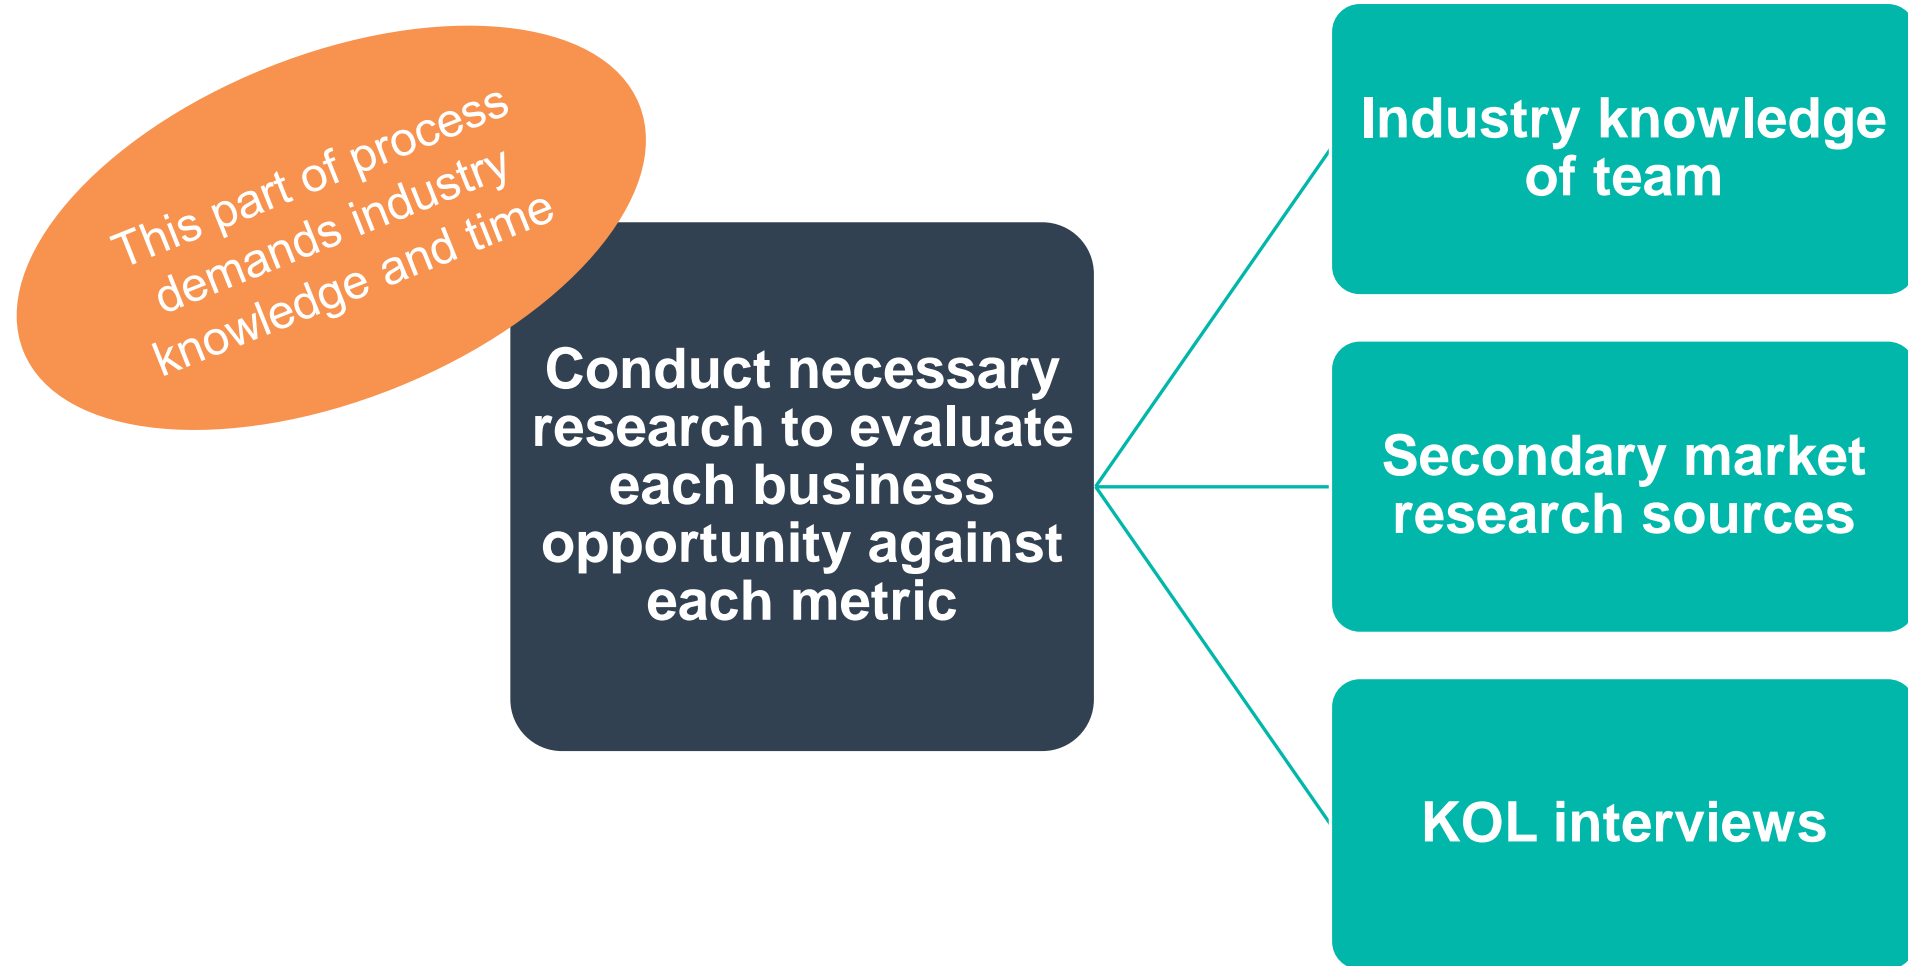 This part of process
demands industry
knowledge and time
Conduct necessary
research to evaluate
each business
opportunity against
each metric
Industry knowledge
of team
Secondary market
research sources
KOL interviews